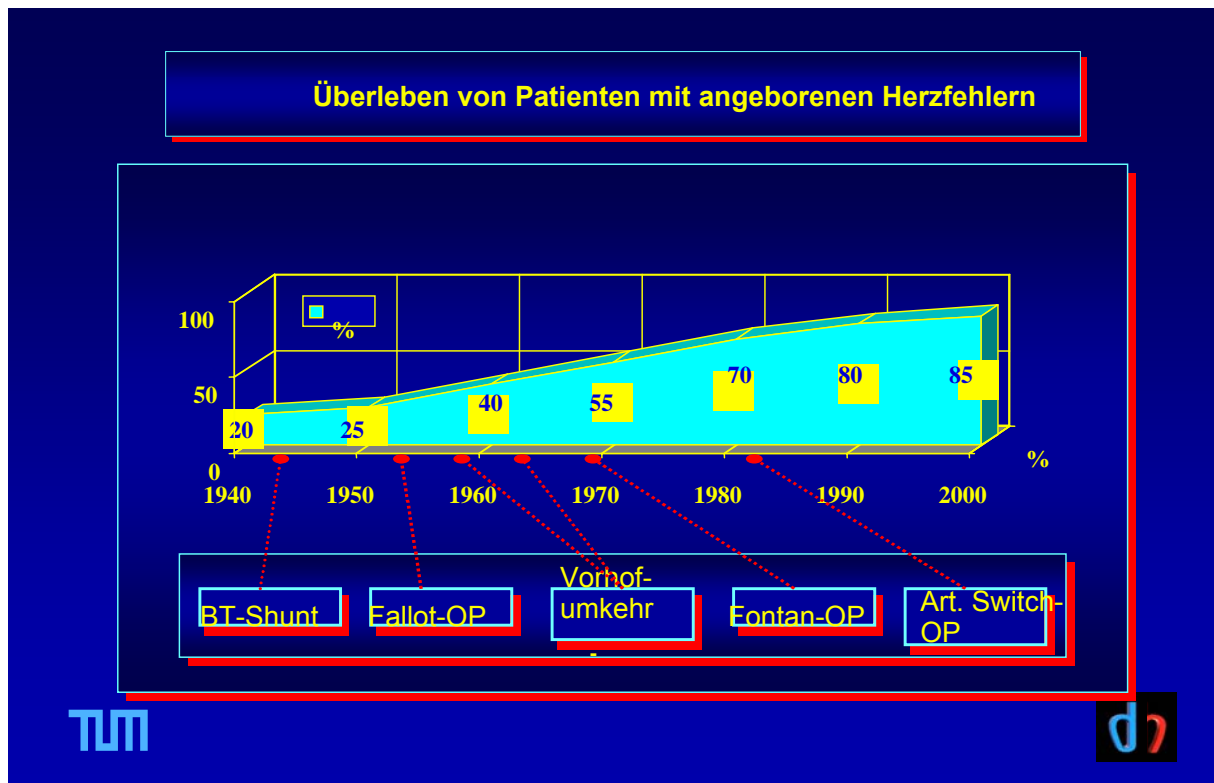 Überleben von Patienten mit angeborenen Herzfehlern
100
50
0
%
20 25 40 55 70 80 85
%
1940 1950 1960 1970 1980 1990 2000
BT-Shunt
Fallot-OP
Vorhof-
umkehr
-
Fontan-OP
Art. Switch-
OP
TUM